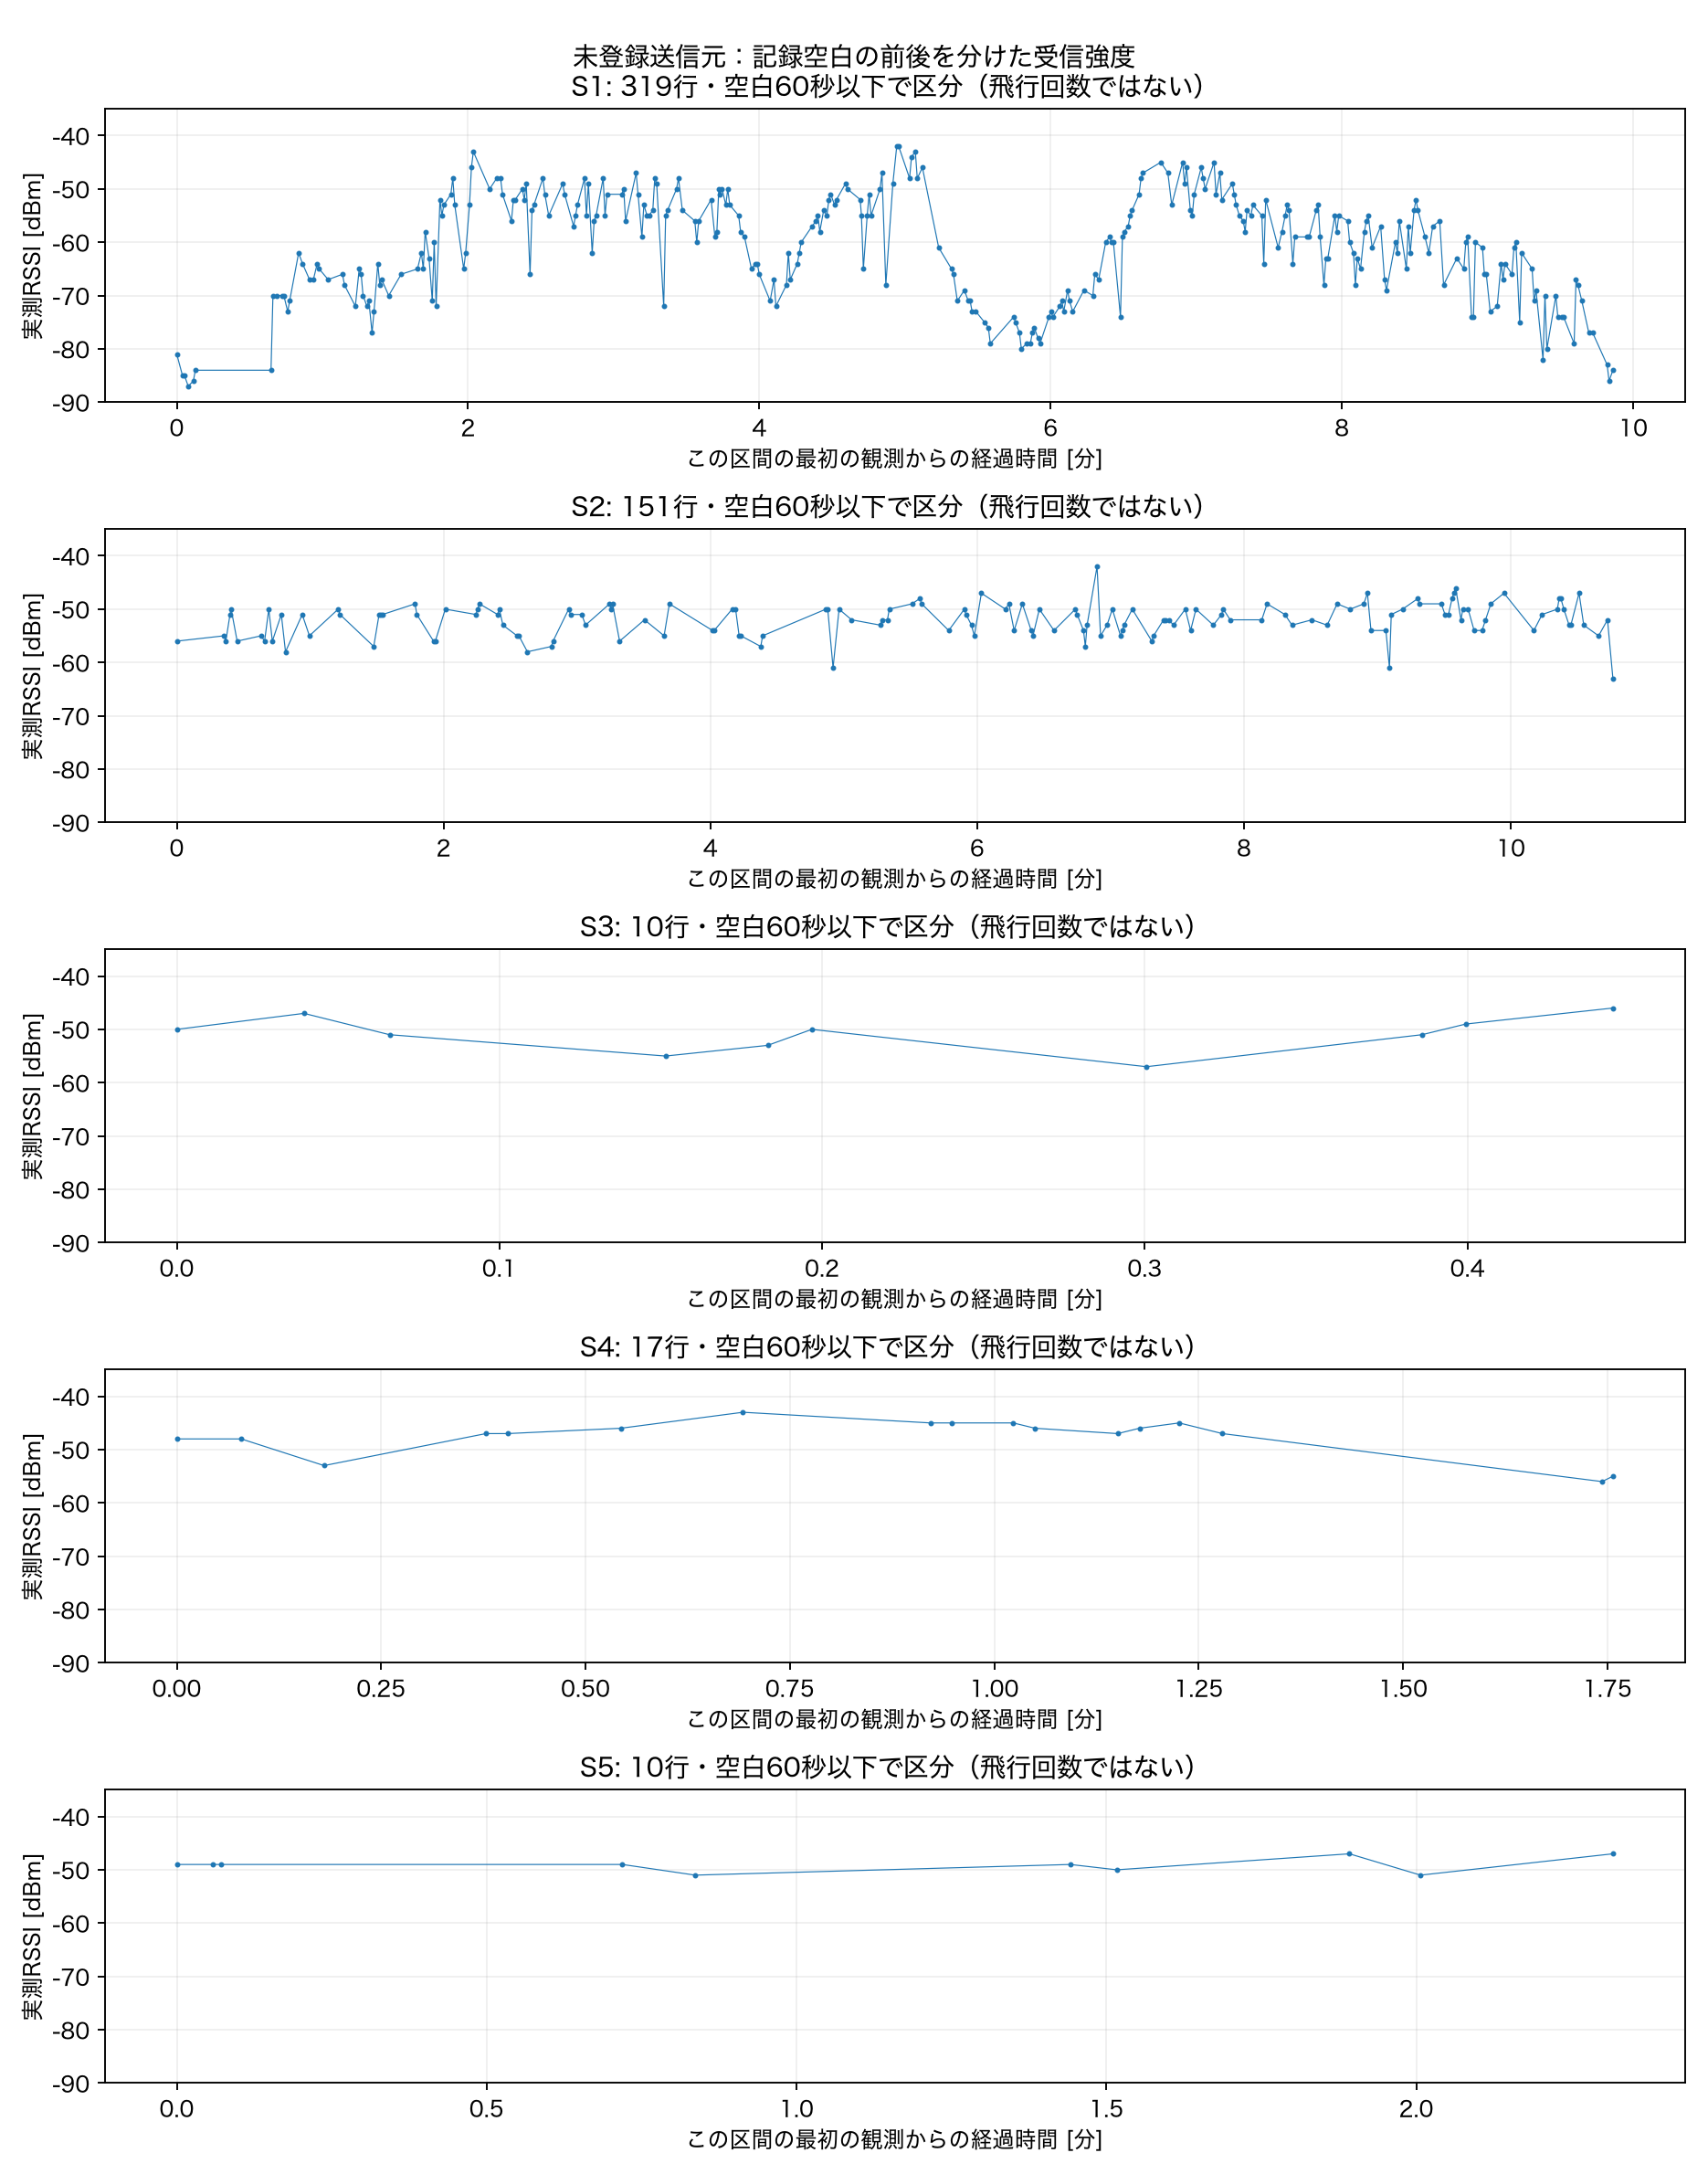 未登録送信元：記録空白の前後を分けた受信強度
S1: 319行・空白60秒以下で区分（飛行回数ではない）
実測RSSI [dBm]
-40
-50
-60
-70
-80
-90
0 2 4 6 8 10
この区間の最初の観測からの経過時間 [分]
S2: 151行・空白60秒以下で区分（飛行回数ではない）
実測RSSI [dBm]
-40
-50
-60
-70
-80
-90
0 2 4 6 8 10
この区間の最初の観測からの経過時間 [分]
S3: 10行・空白60秒以下で区分（飛行回数ではない）
実測RSSI [dBm]
-40
-50
-60
-70
-80
-90
0.0 0.1 0.2 0.3 0.4
この区間の最初の観測からの経過時間 [分]
S4: 17行・空白60秒以下で区分（飛行回数ではない）
実測RSSI [dBm]
-40
-50
-60
-70
-80
-90
0.00 0.25 0.50 0.75 1.00 1.25 1.50 1.75
この区間の最初の観測からの経過時間 [分]
S5: 10行・空白60秒以下で区分（飛行回数ではない）
実測RSSI [dBm]
-40
-50
-60
-70
-80
-90
0.0 0.5 1.0 1.5 2.0
この区間の最初の観測からの経過時間 [分]